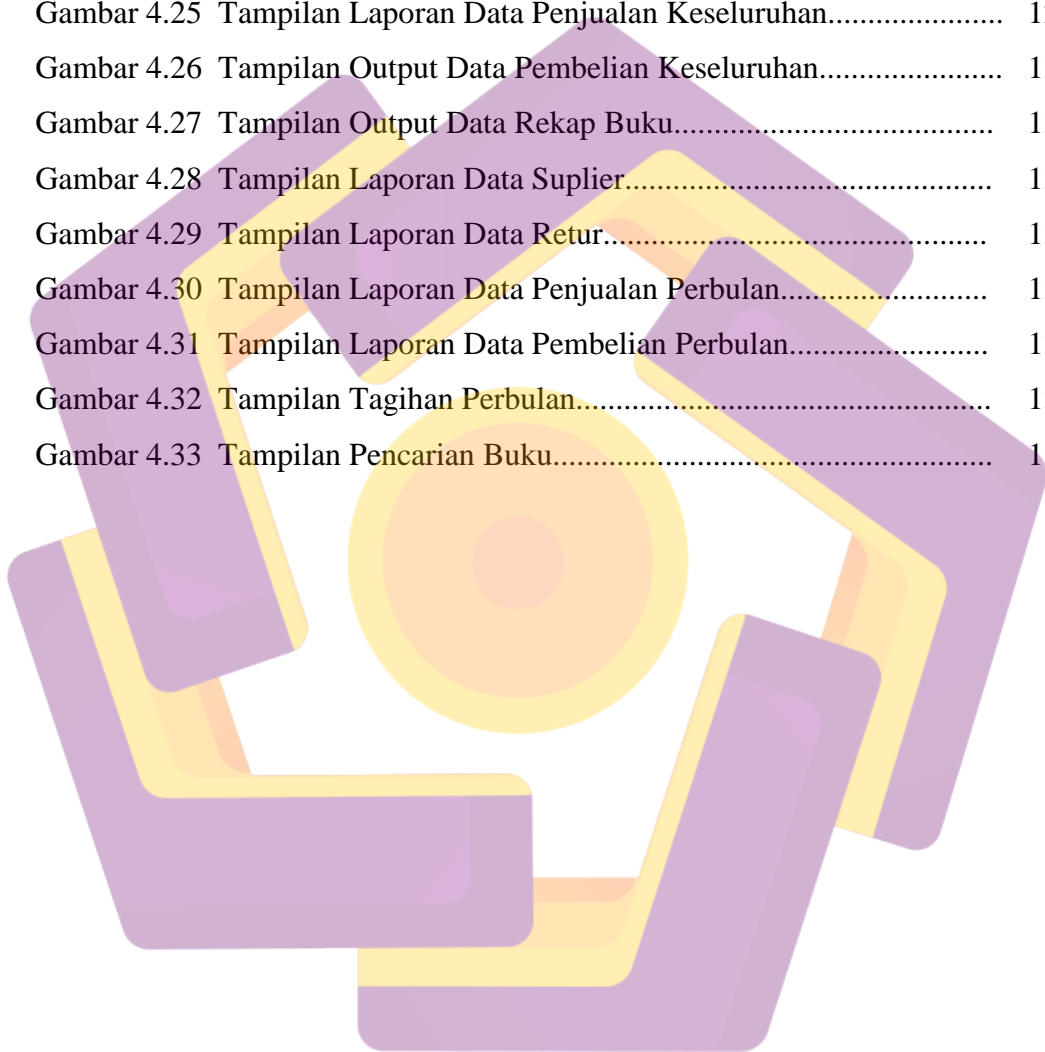 Gambar 4.25 Tampilan Laporan Data Penjualan Keseluruhan......................
Gambar 4.26 Tampilan Output Data Pembelian Keseluruhan.......................
Gambar 4.27 Tampilan Output Data Rekap Buku........................................
Gambar 4.28 Tampilan Laporan Data Suplier..............................................
Gambar 4.29 Tampilan Laporan Data Retur................................................
Gambar 4.30 Tampilan Laporan Data Penjualan Perbulan..........................
Gambar 4.31 Tampilan Laporan Data Pembelian Perbulan.........................
Gambar 4.32 Tampilan Tagihan Perbulan....................................................
Gambar 4.33 Tampilan Pencarian Buku.......................................................